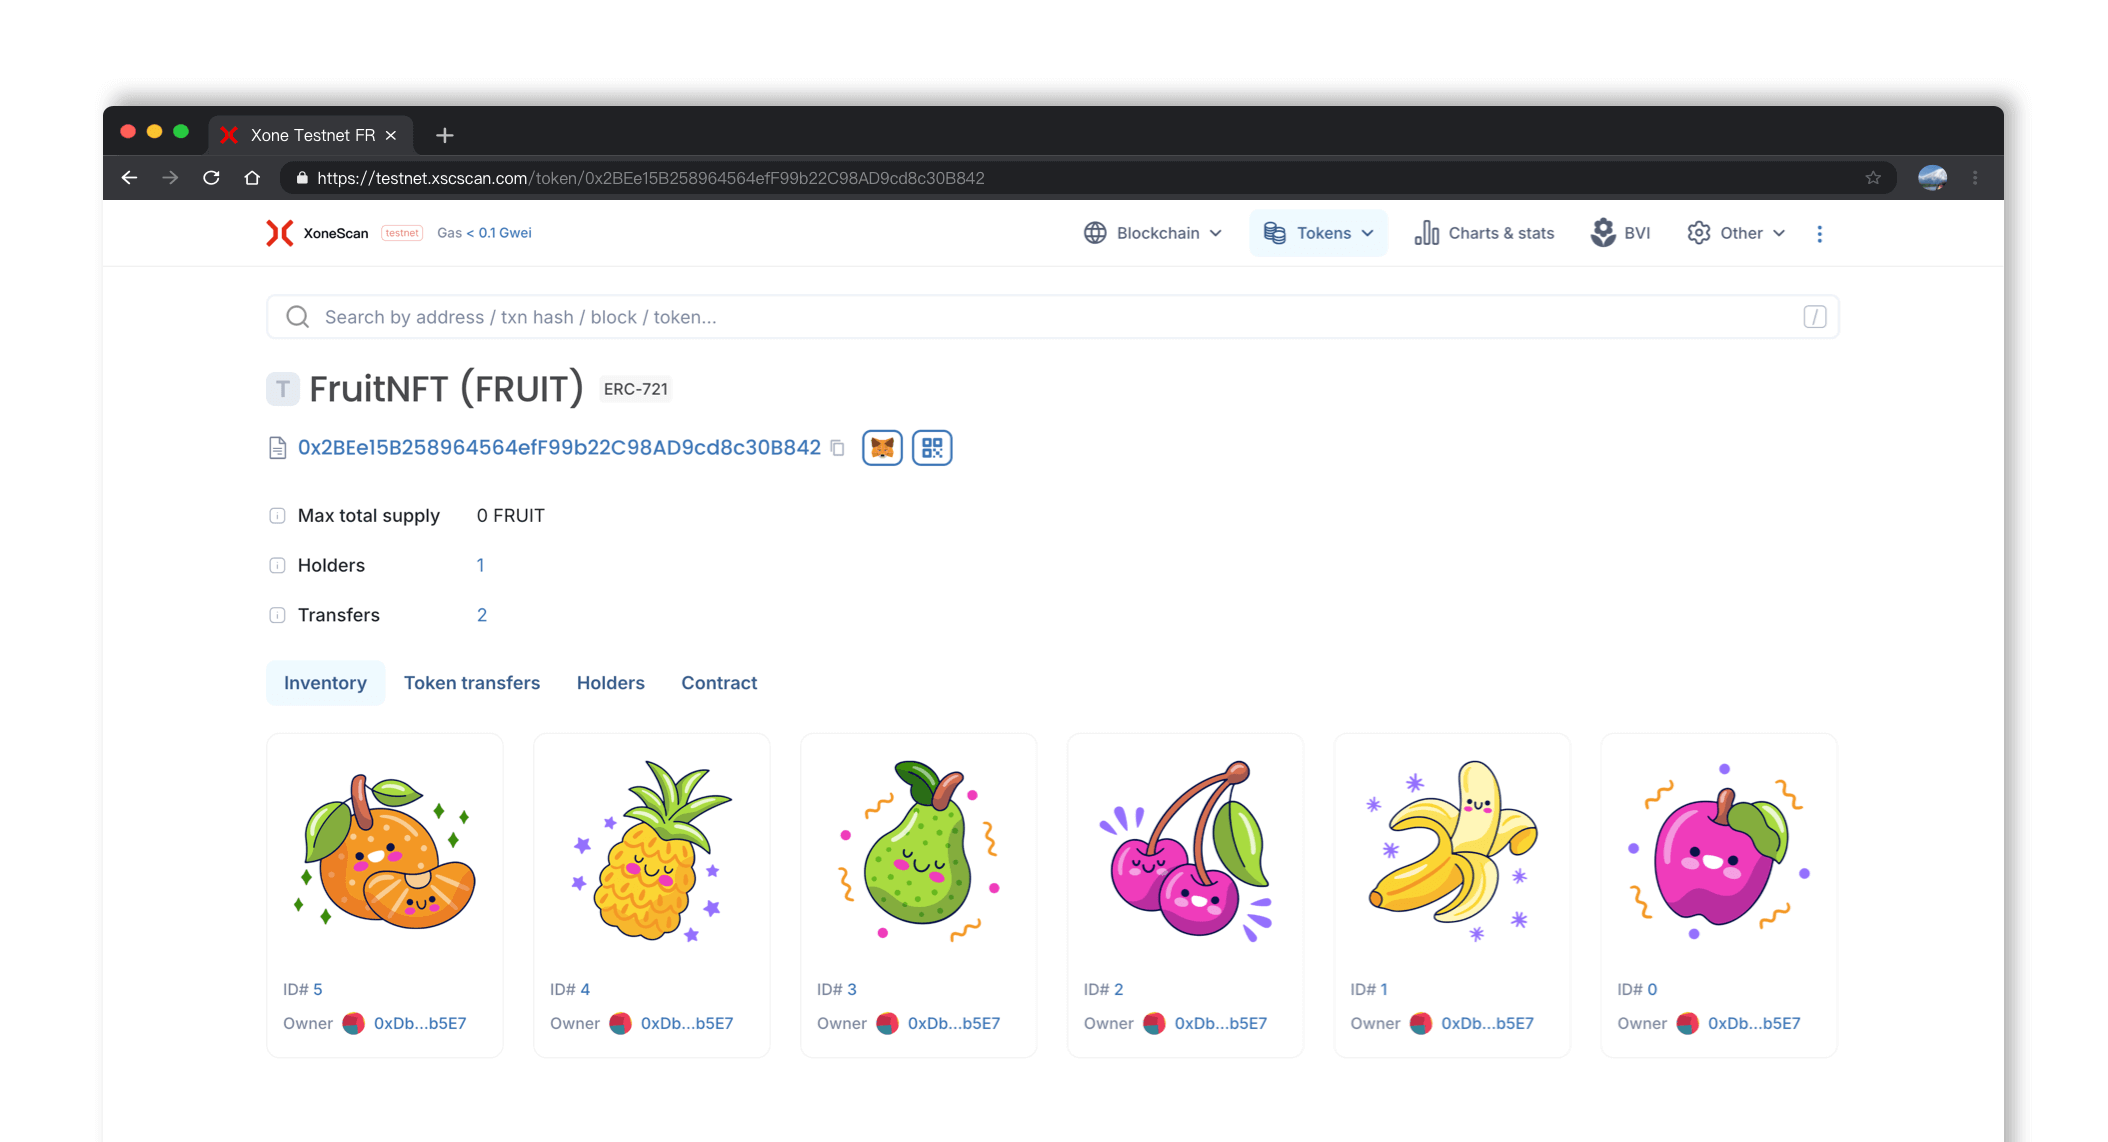 Xone Testnet FR
https://testnet.xscscan.com/token/0x2BEe15B258964564efF99b22C98AD9cd8c30B842
XoneScan testnet Gas < 0.1 Gwei Blockchain Tokens Charts & stats BVI Other
Search by address / txn hash / block / token... /
T FruitNFT (FRUIT) ERC-721
0x2BEe15B258964564efF99b22C98AD9cd8c30B842
Max total supply 0 FRUIT
Holders 1
Transfers 2
Inventory Token transfers Holders Contract
ID# 5 ID# 4 ID# 3 ID# 2 ID# 1 ID# 0
Owner 0xDb...b5E7 Owner 0xDb...b5E7 Owner 0xDb...b5E7 Owner 0xDb...b5E7 Owner 0xDb...b5E7 Owner 0xDb...b5E7